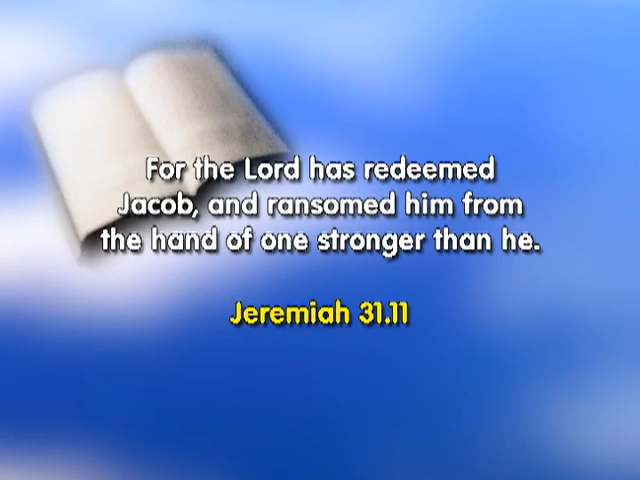 For the Lord has redeemed
Jacob, and ransomed him from
the hand of one stronger than he.
Jeremiah 31.11